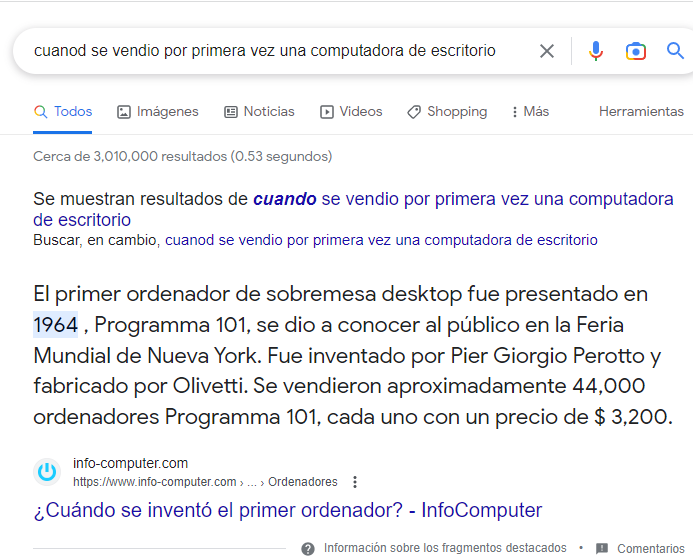 cuanod se vendio por primera vez una computadora de escritorio
Todos Imágenes Noticias Videos Shopping Más Herramientas
Cerca de 3,010,000 resultados (0.53 segundos)
Se muestran resultados de cuando se vendio por primera vez una computadora
de escritorio
Buscar, en cambio, cuanod se vendio por primera vez una computadora de escritorio
El primer ordenador de sobremesa desktop fue presentado en
1964 , Programma 101, se dio a conocer al público en la Feria
Mundial de Nueva York. Fue inventado por Pier Giorgio Perotto y
fabricado por Olivetti. Se vendieron aproximadamente 44,000
ordenadores Programma 101, cada uno con un precio de $ 3,200.
info-computer.com
https://www.info-computer.com › ... › Ordenadores
¿Cuándo se inventó el primer ordenador? - InfoComputer
Información sobre los fragmentos destacados • Comentarios